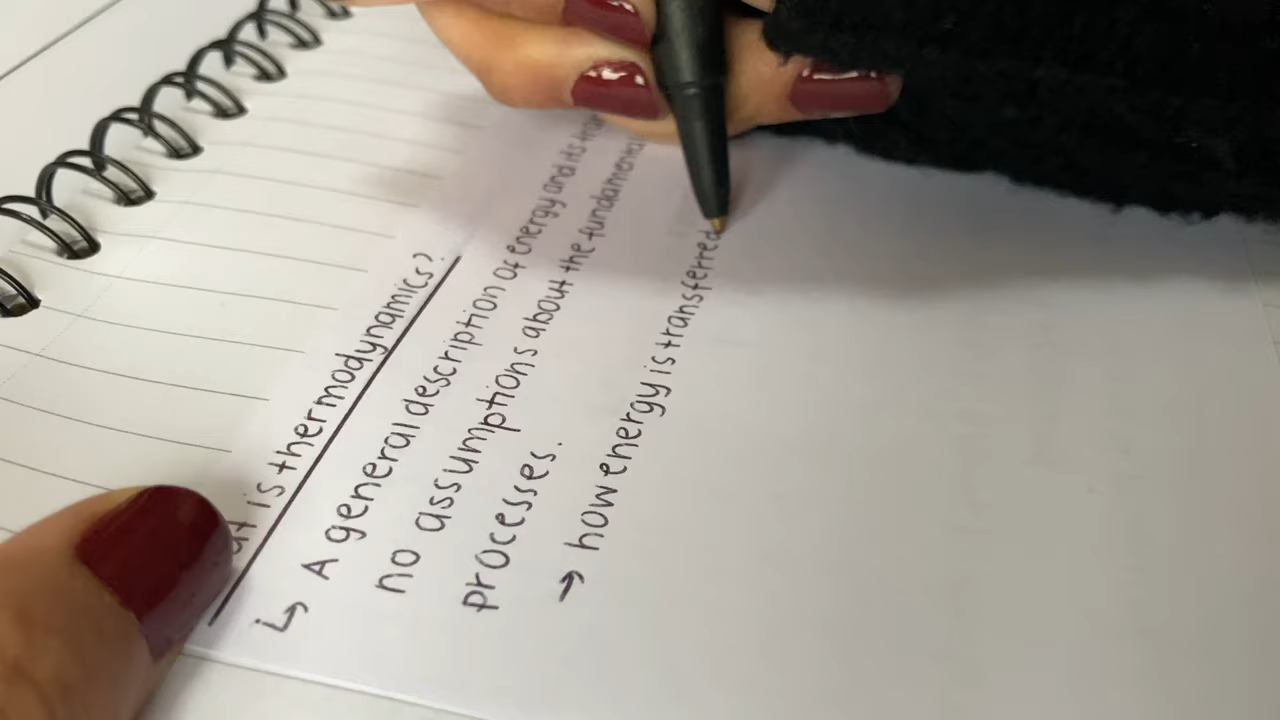 is thermodynamics?
↳ A general description of energy and its
no assumptions about the fundamental
processes.
→ how energy is transferred